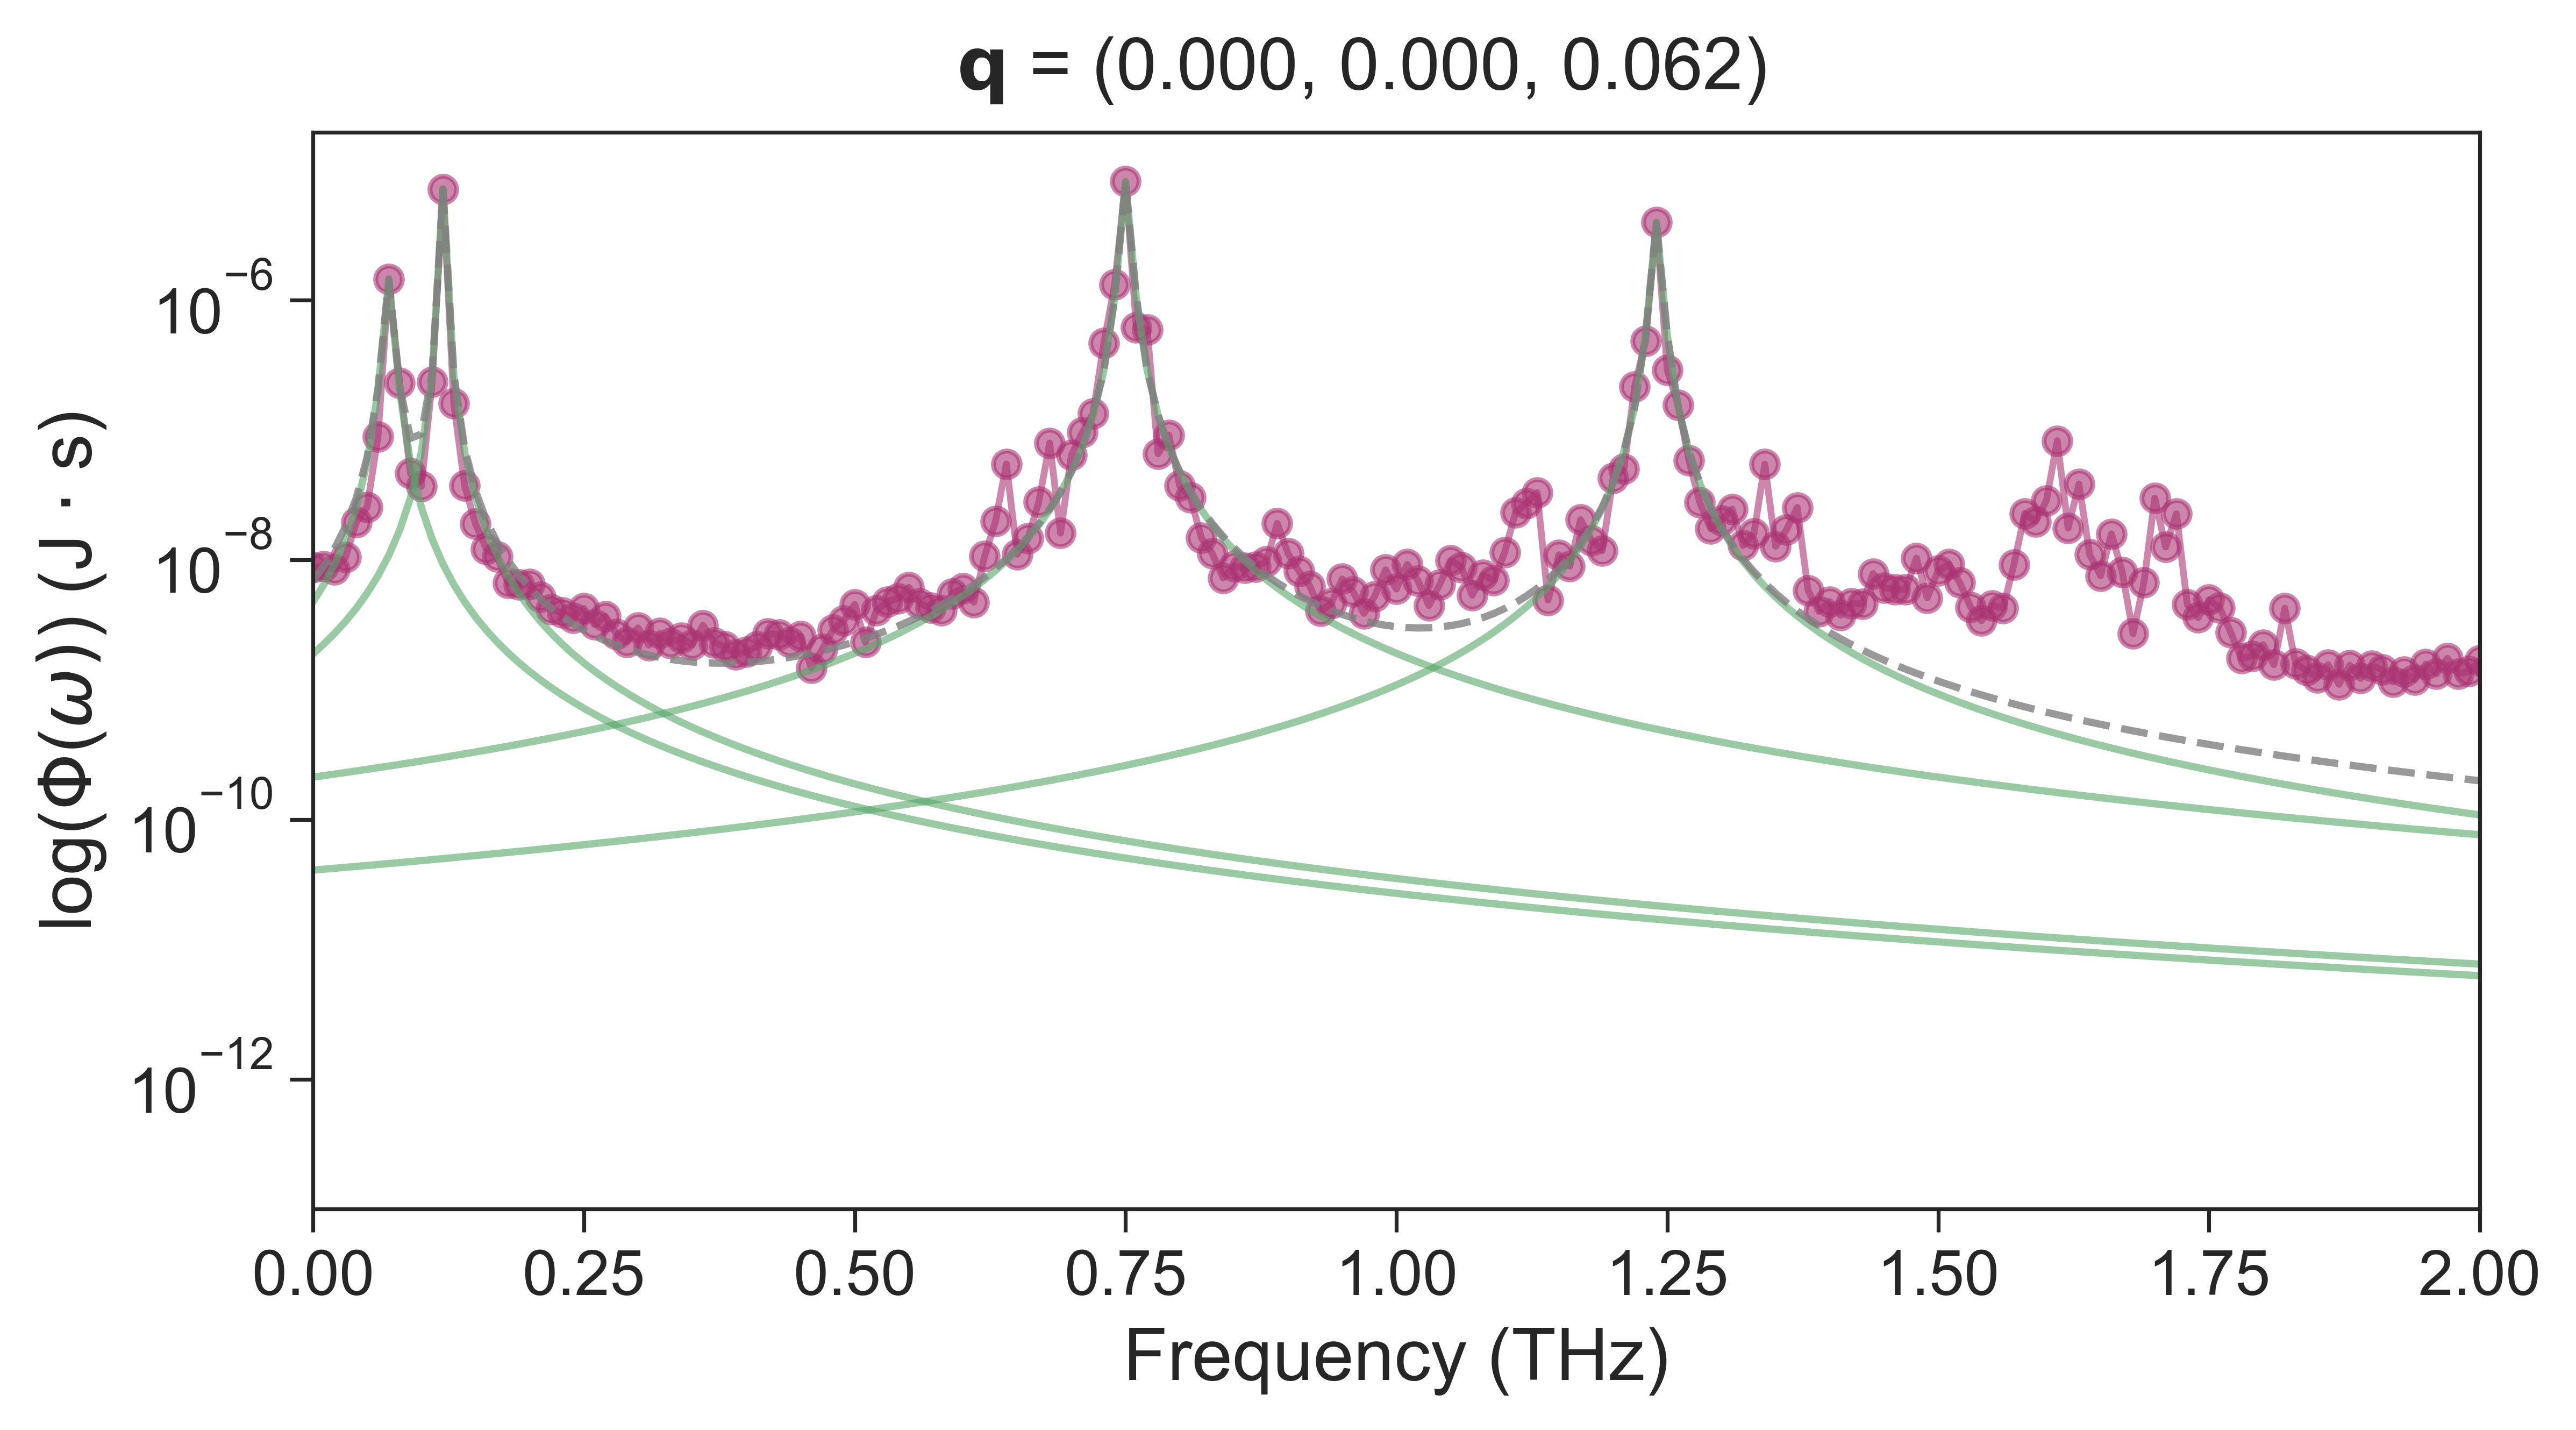 q = (0.000, 0.000, 0.062)
log(Φ(ω))) (J · s)
10⁻⁶
10⁻⁸
10⁻¹⁰
10⁻¹²
0.00 0.25 0.50 0.75 1.00 1.25 1.50 1.75 2.00
Frequency (THz)